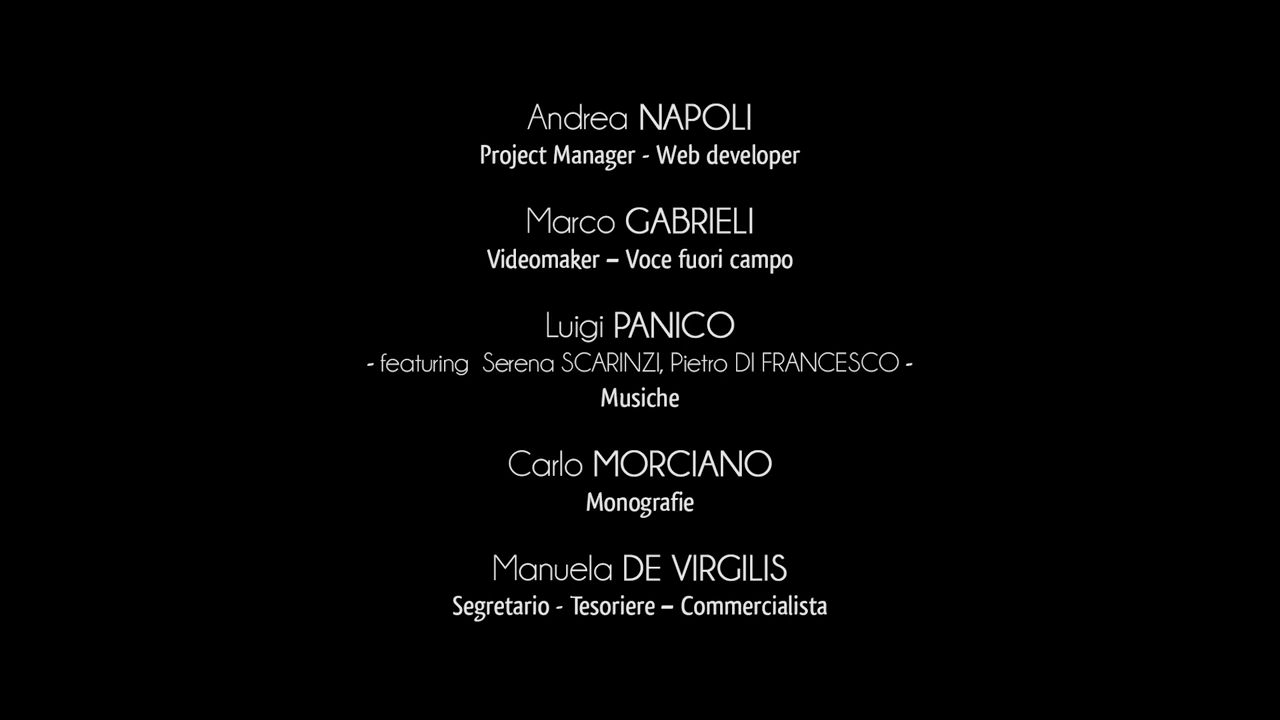 Andrea NAPOLI
Project Manager - Web developer
Marco GABRIELI
Videomaker – Voce fuori campo
Luigi PANICO
- featuring Serena SCARINZI, Pietro DI FRANCESCO -
Musiche
Carlo MORCIANO
Monografie
Manuela DE VIRGILIS
Segretario - Tesoriere – Commercialista